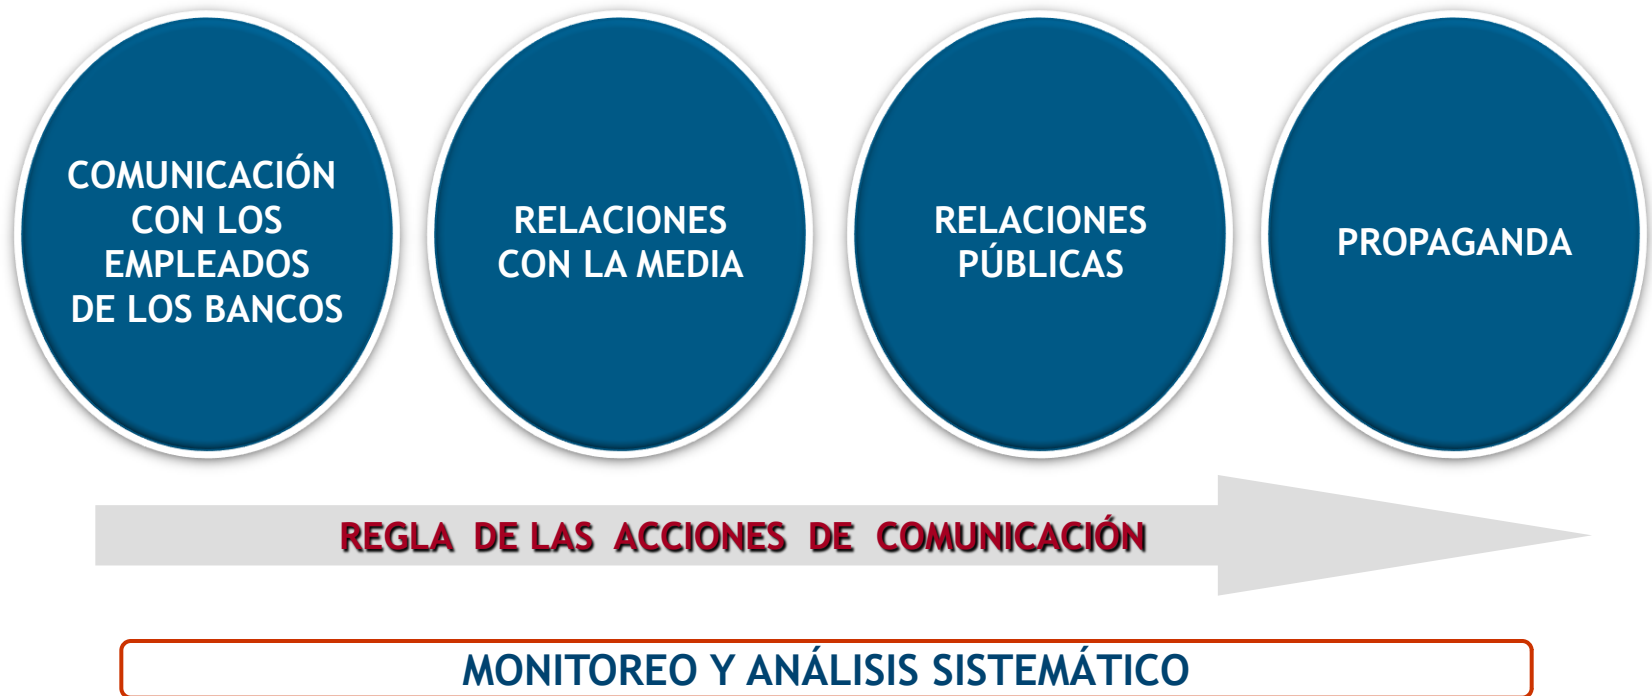 COMUNICACIÓN
CON LOS
EMPLEADOS
DE LOS BANCOS
RELACIONES
CON LA MEDIA
RELACIONES
PÚBLICAS
PROPAGANDA
REGLA DE LAS ACCIONES DE COMUNICACIÓN
MONITOREO Y ANÁLISIS SISTEMÁTICO